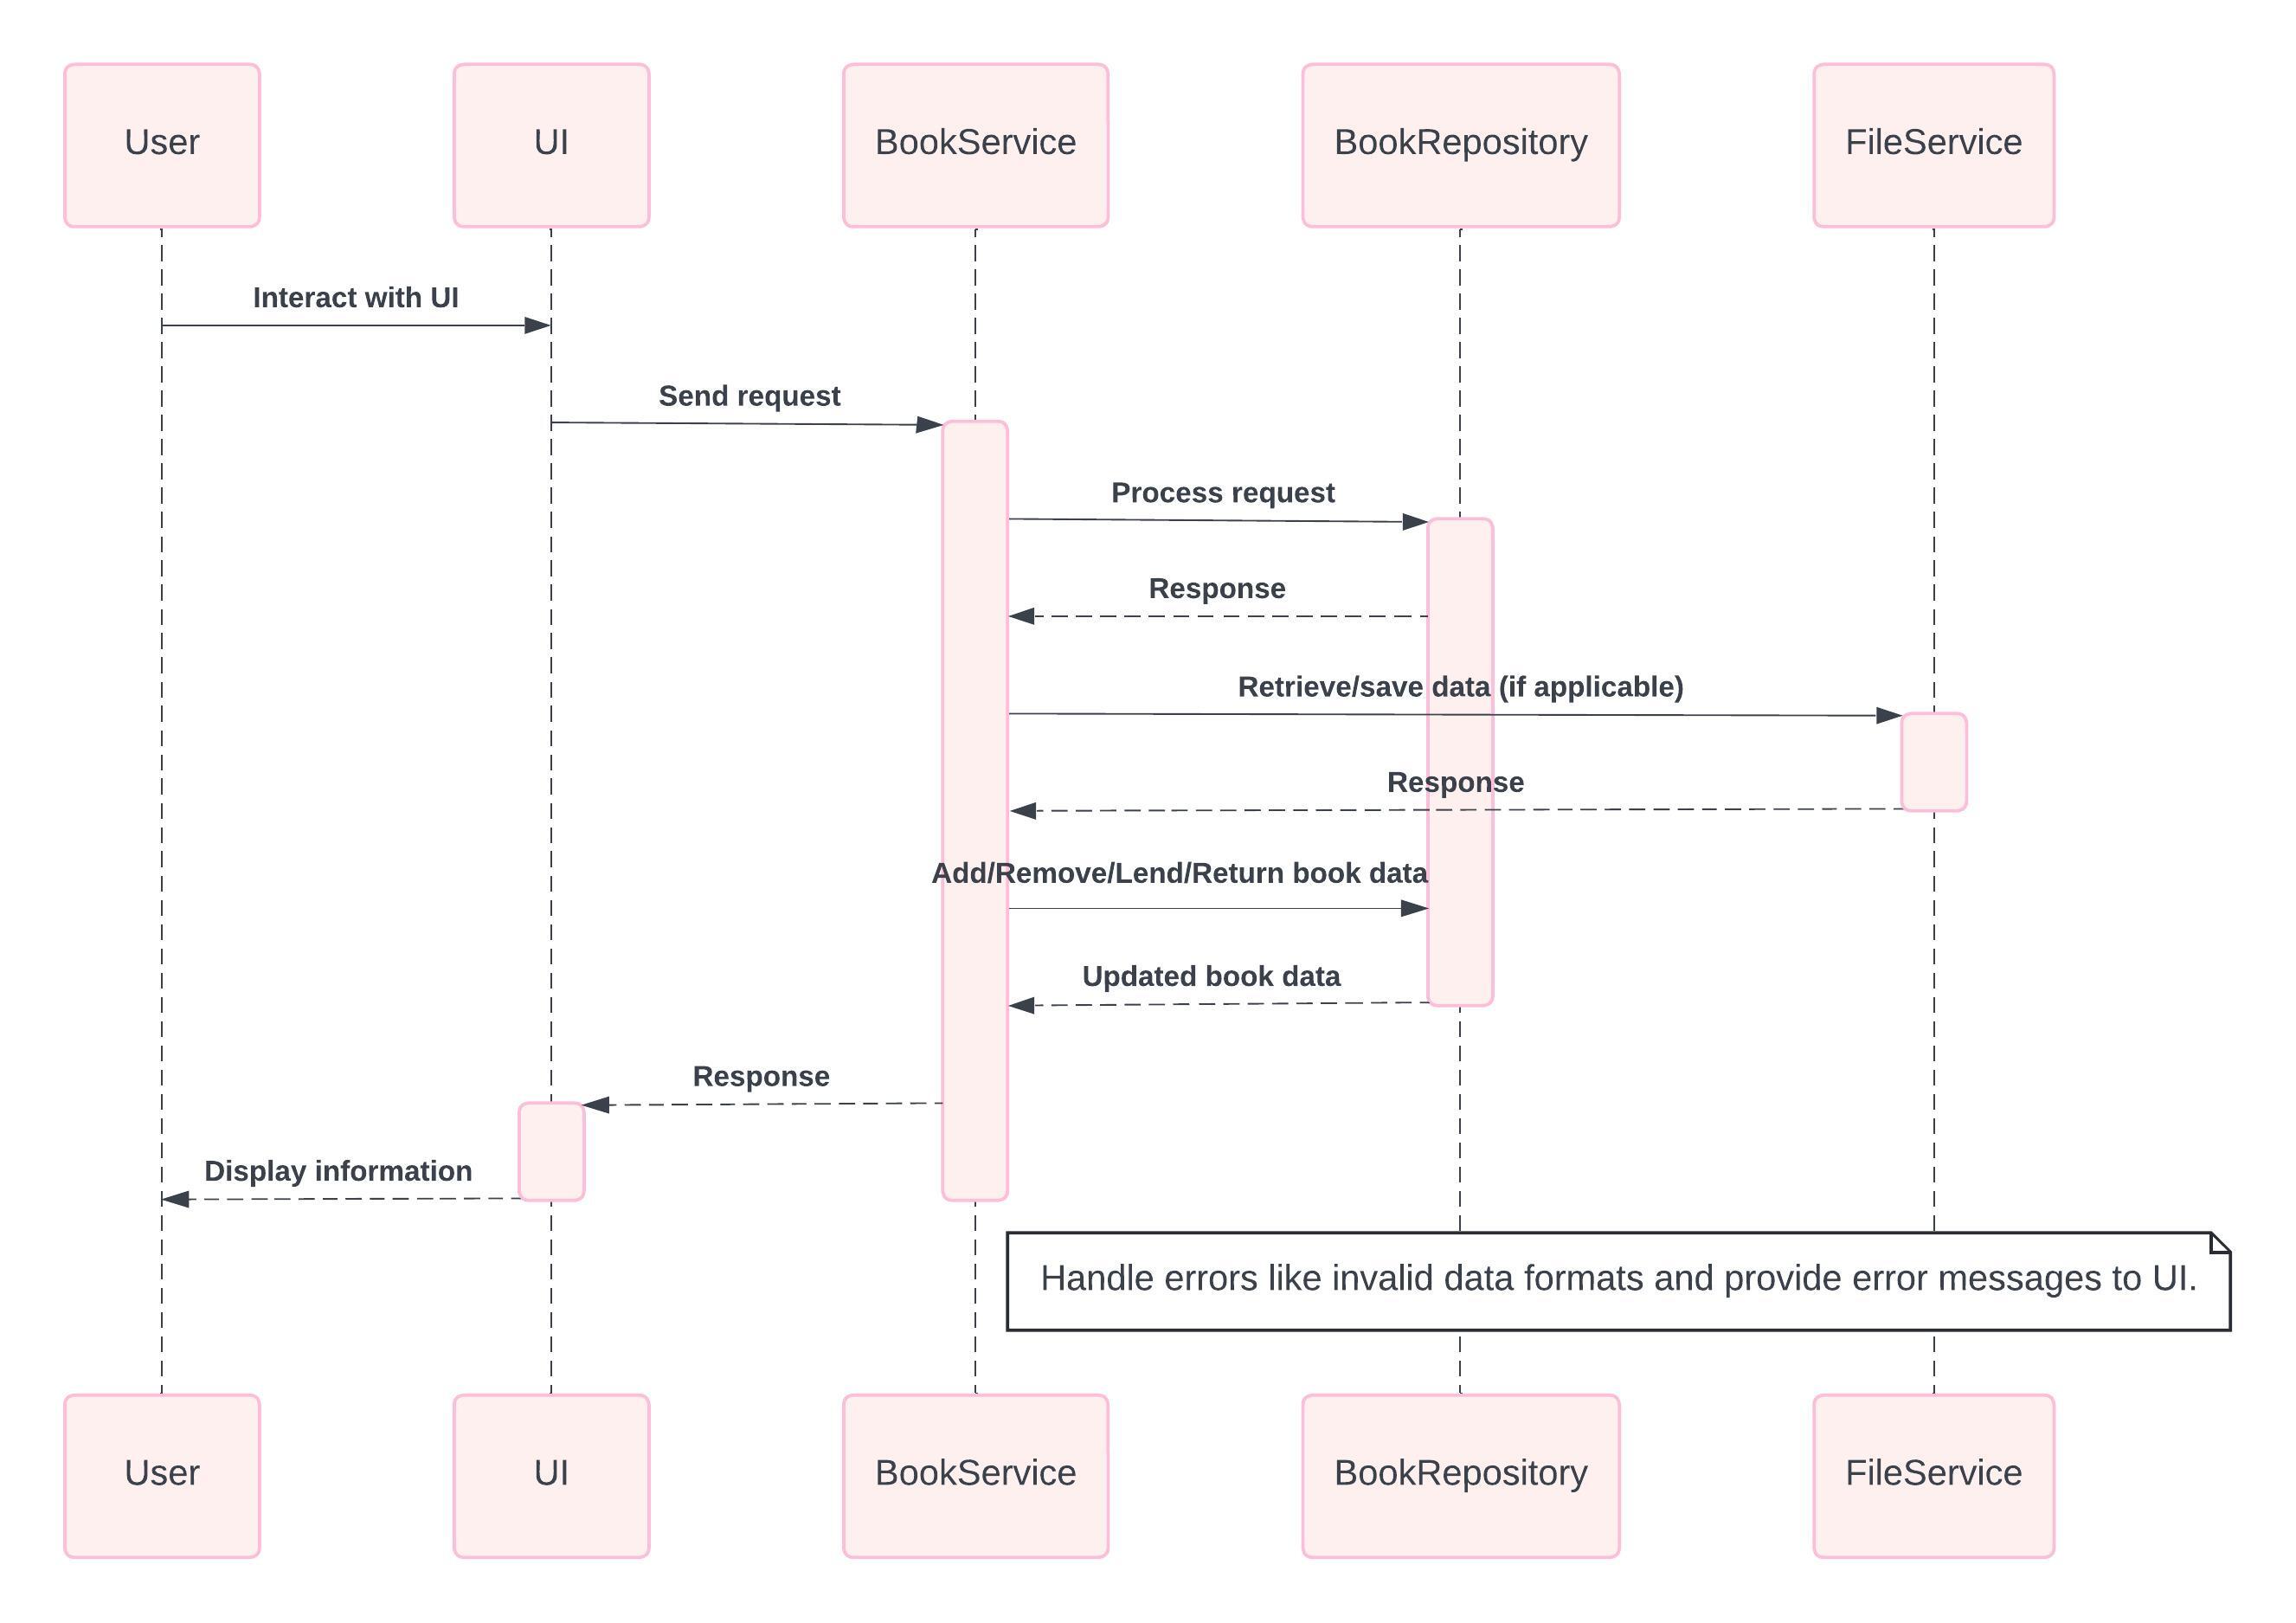 User
UI
BookService
BookRepository
FileService
Interact with UI
Send request
Process request
Response
Retrieve/save data (if applicable)
Response
Add/Remove/Lend/Return book data
Updated book data
Response
Display information
Handle errors like invalid data formats and provide error messages to UI.
User
UI
BookService
BookRepository
FileService